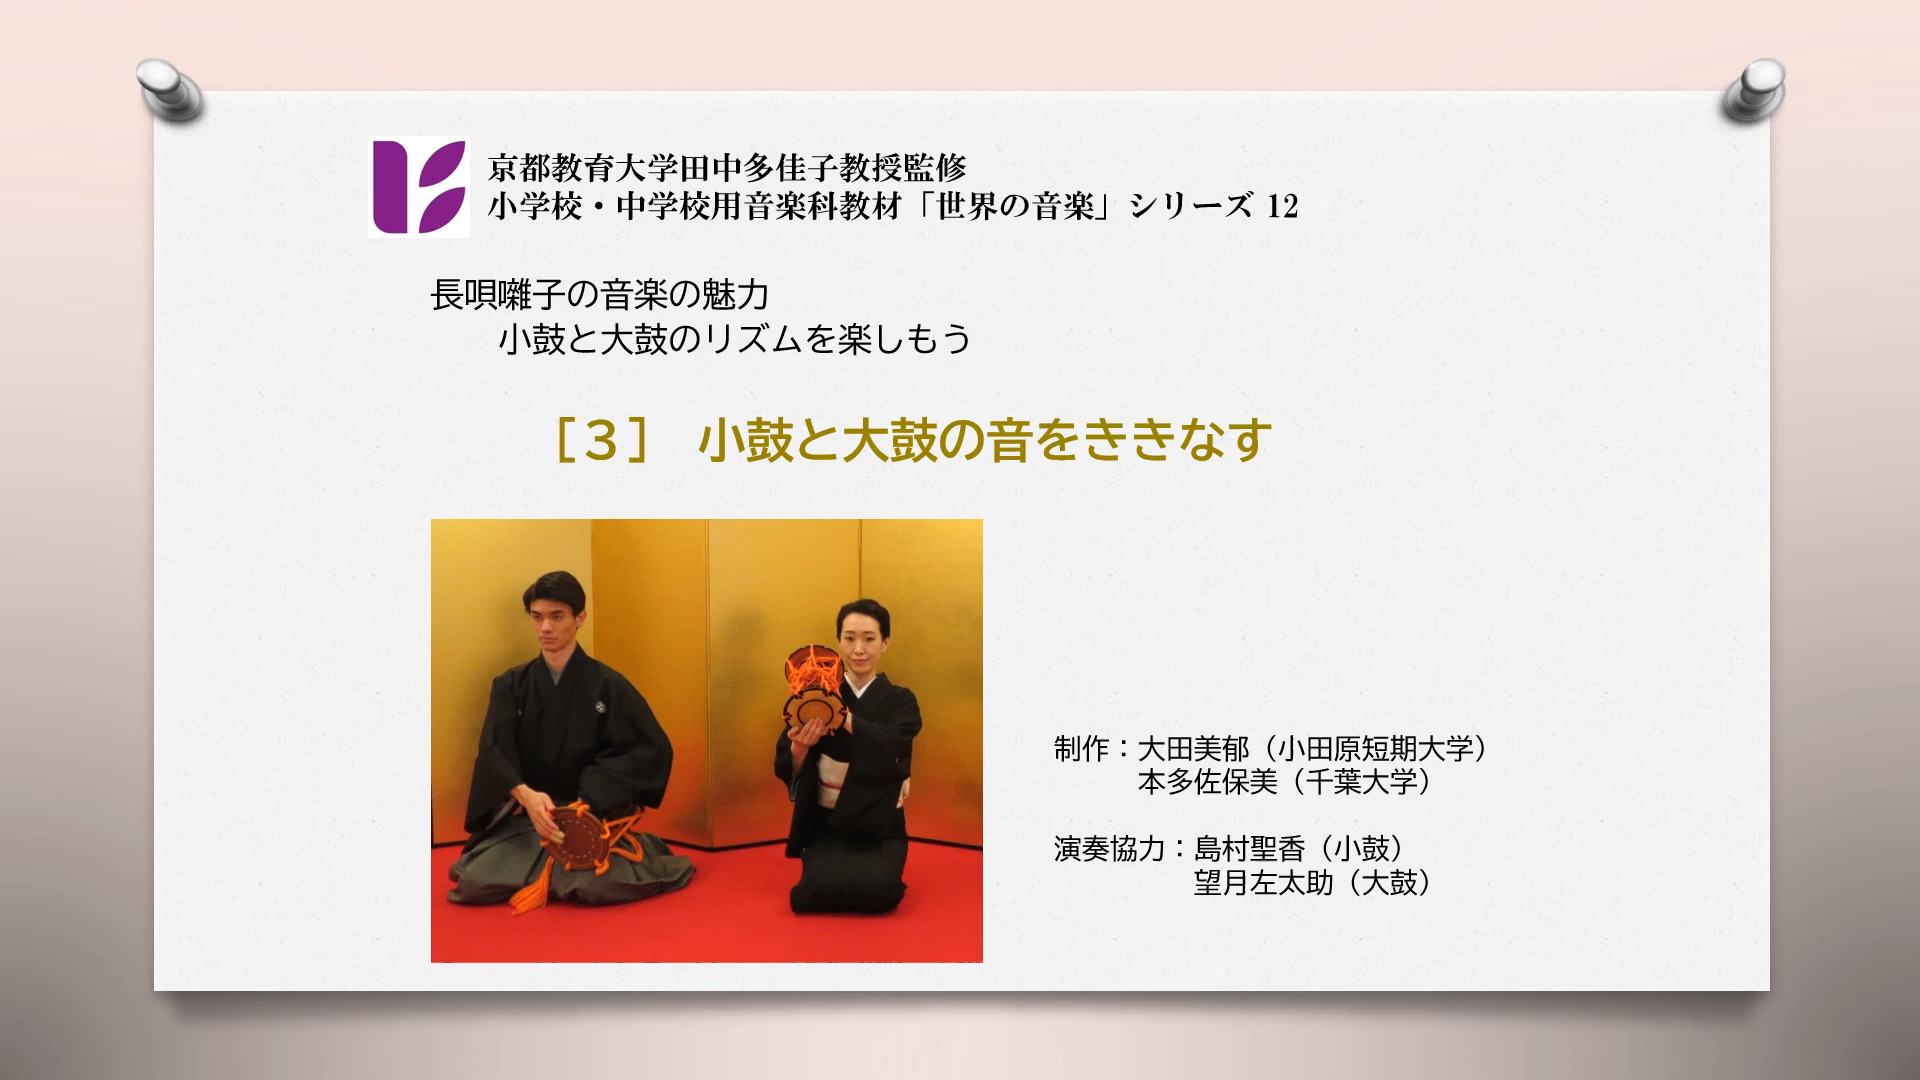 京都教育大学田中多佳子教授監修
小学校・中学校用音楽科教材「世界の音楽」シリーズ 12
長唄囃子の音楽の魅力
小鼓と大鼓のリズムを楽しもう
［３］ 小鼓と大鼓の音をききなす
制作：大田美郁（小田原短期大学）
本多佐保美（千葉大学）
演奏協力：島村聖香（小鼓）
望月左太助（大鼓）